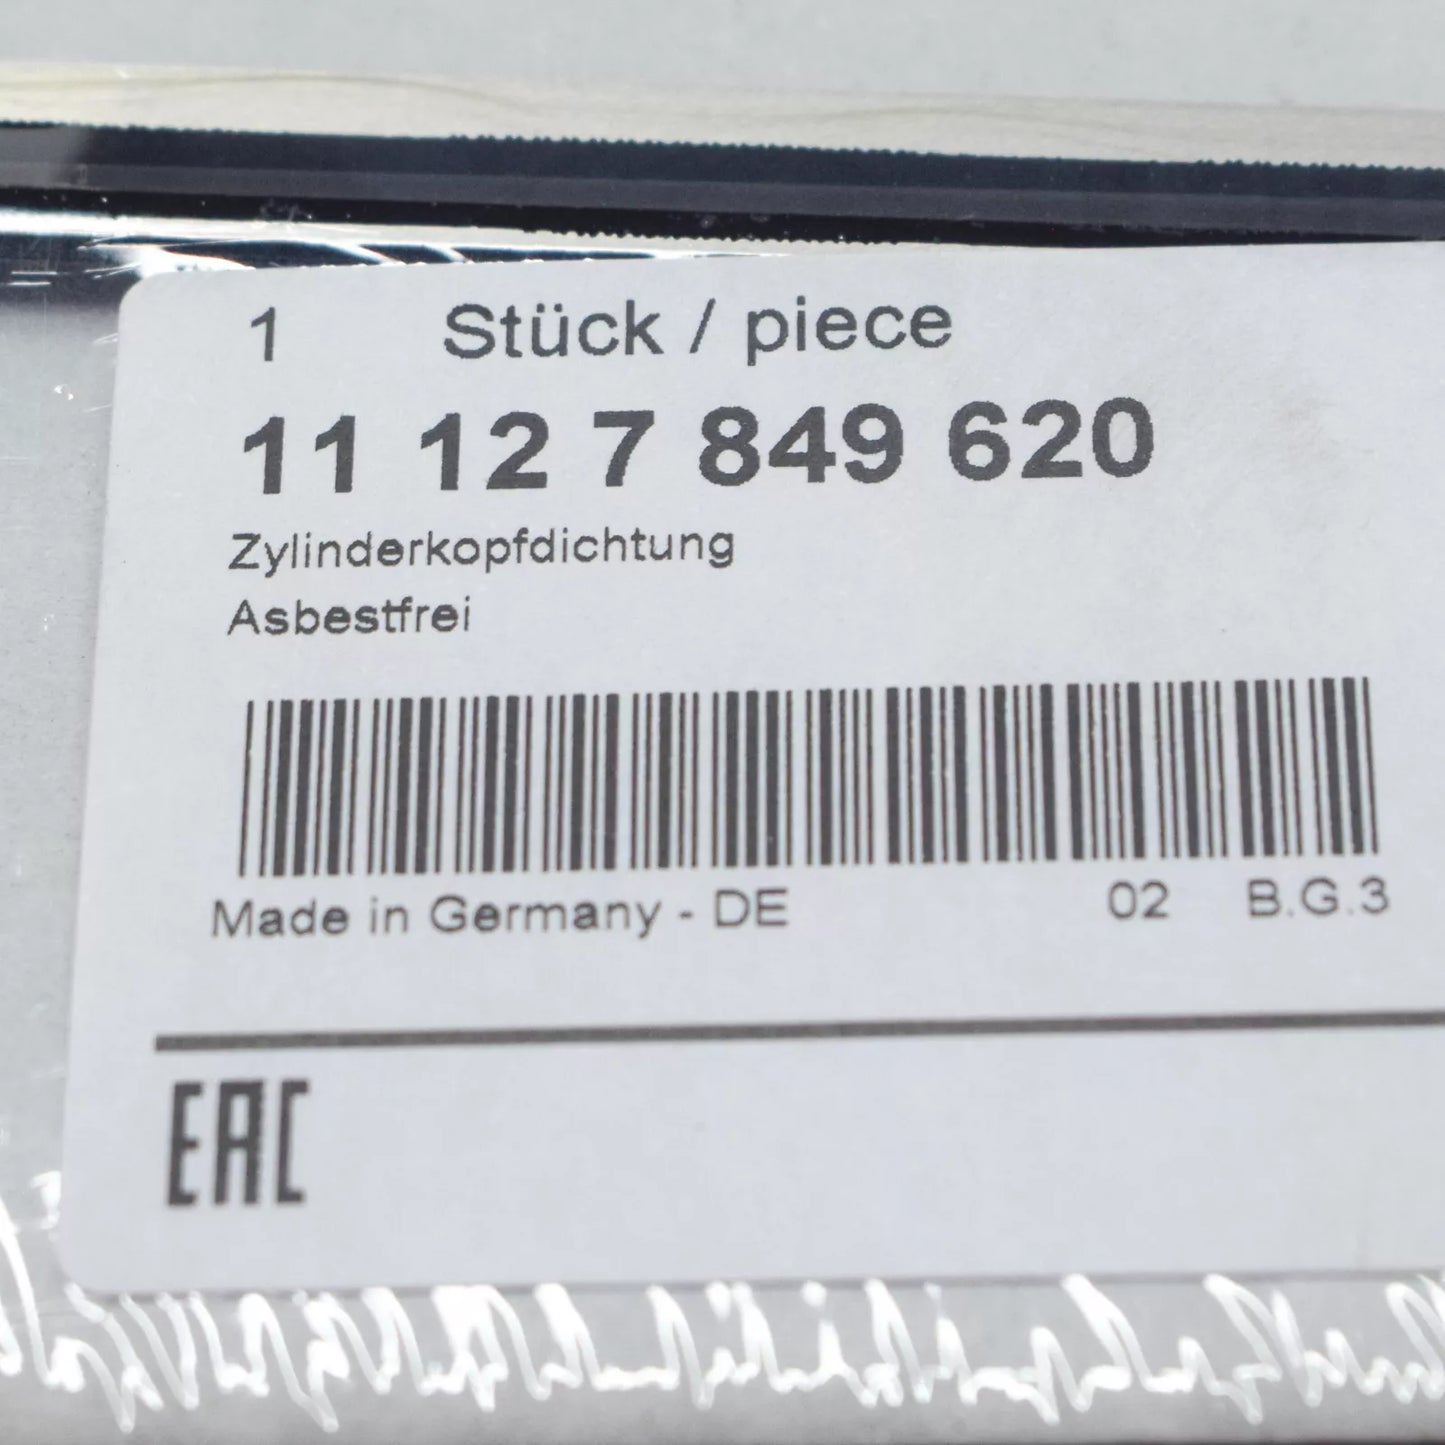 1 Stück / piece
11 12 7 849 620
Zylinderkopfdichtung
Asbestfrei
Made in Germany - DE 02 B.G.3
EAC